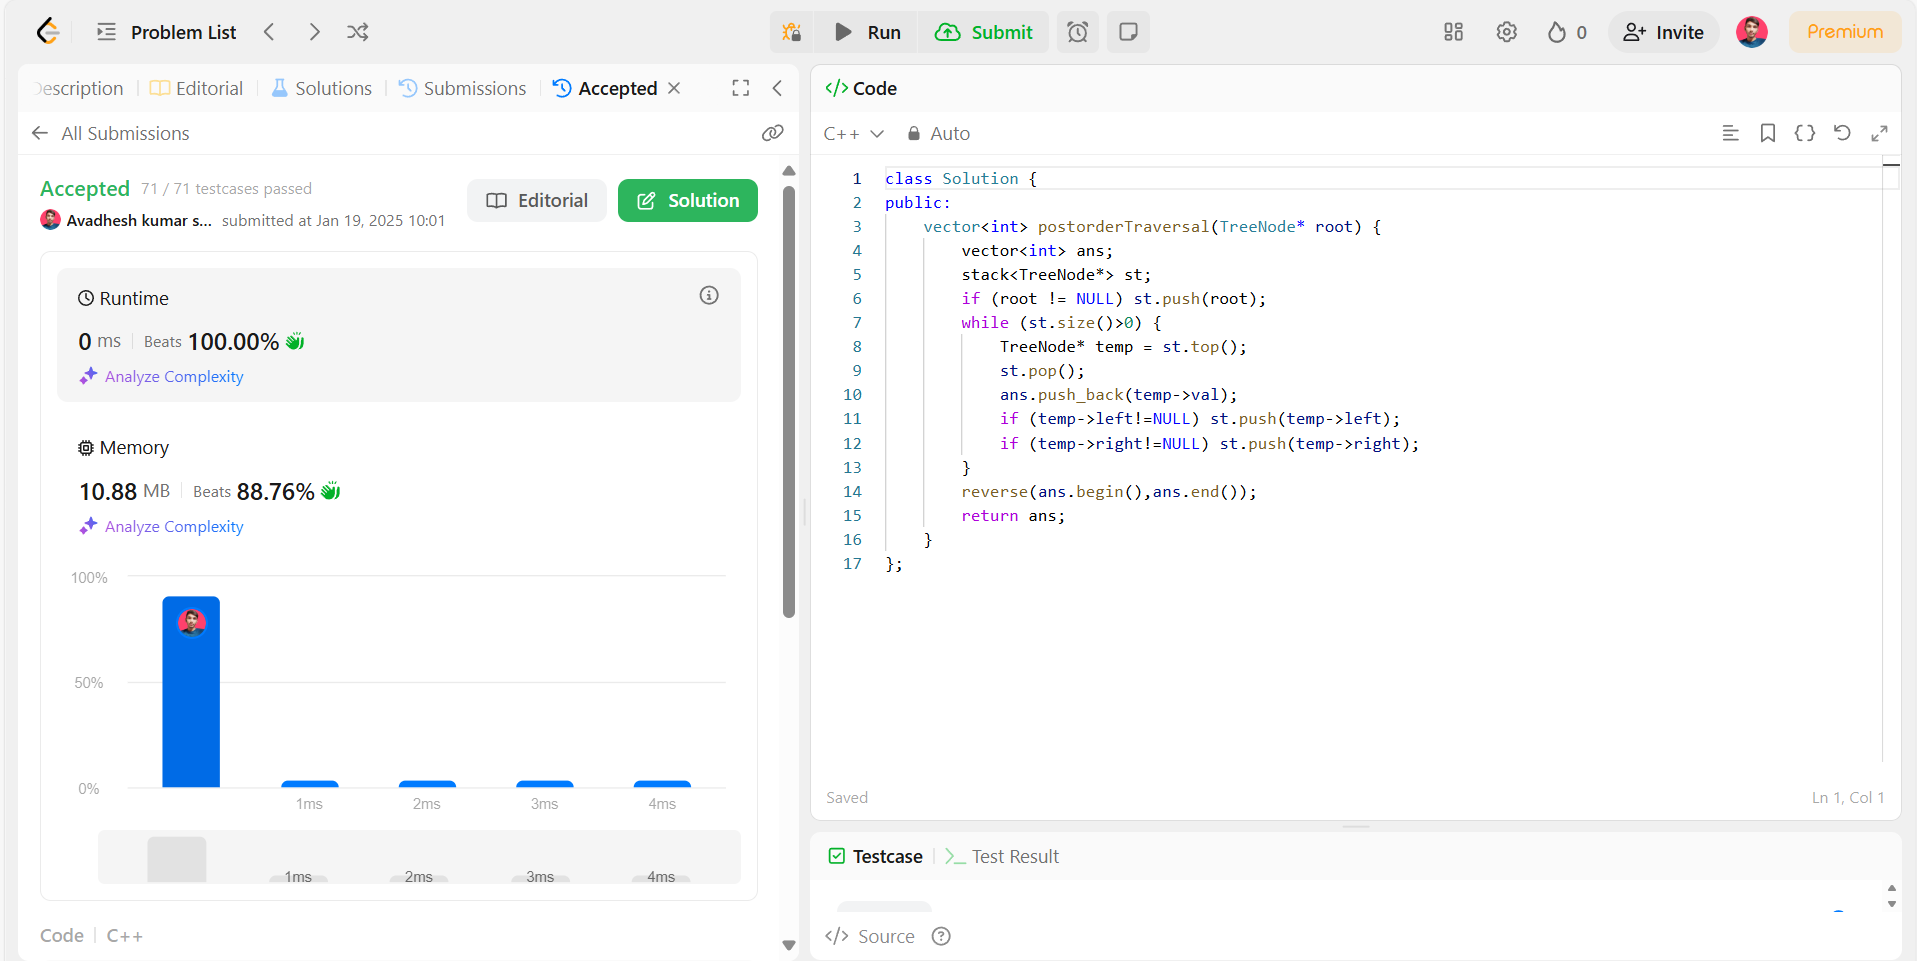 Problem List
Run
Submit
0
Invite
Premium
Description
Editorial
Solutions
Submissions
Accepted
All Submissions
Accepted 71 / 71 testcases passed
Avadhesh kumar s... submitted at Jan 19, 2025 10:01
Editorial
Solution
Runtime
0 ms Beats 100.00%
Analyze Complexity
Memory
10.88 MB Beats 88.76%
Analyze Complexity
100%
50%
0%
1ms 2ms 3ms 4ms
1ms 2ms 3ms 4ms
Code C++
</> Code
C++ Auto
1 class Solution {
2 public:
3 vector<int> postorderTraversal(TreeNode* root) {
4 vector<int> ans;
5 stack<TreeNode*> st;
6 if (root != NULL) st.push(root);
7 while (st.size()>0) {
8 TreeNode* temp = st.top();
9 st.pop();
10 ans.push_back(temp->val);
11 if (temp->left!=NULL) st.push(temp->left);
12 if (temp->right!=NULL) st.push(temp->right);
13 }
14 reverse(ans.begin(),ans.end());
15 return ans;
16 }
17 };
Saved
Ln 1, Col 1
Testcase
Test Result
</> Source